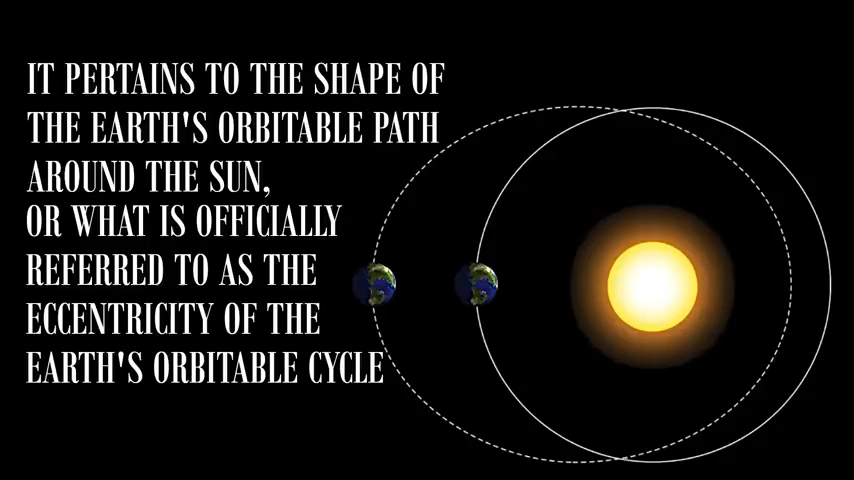 IT PERTAINS TO THE SHAPE OF
THE EARTH'S ORBITABLE PATH
AROUND THE SUN,
OR WHAT IS OFFICIALLY
REFERRED TO AS THE
ECCENTRICITY OF THE
EARTH'S ORBITABLE CYCLE